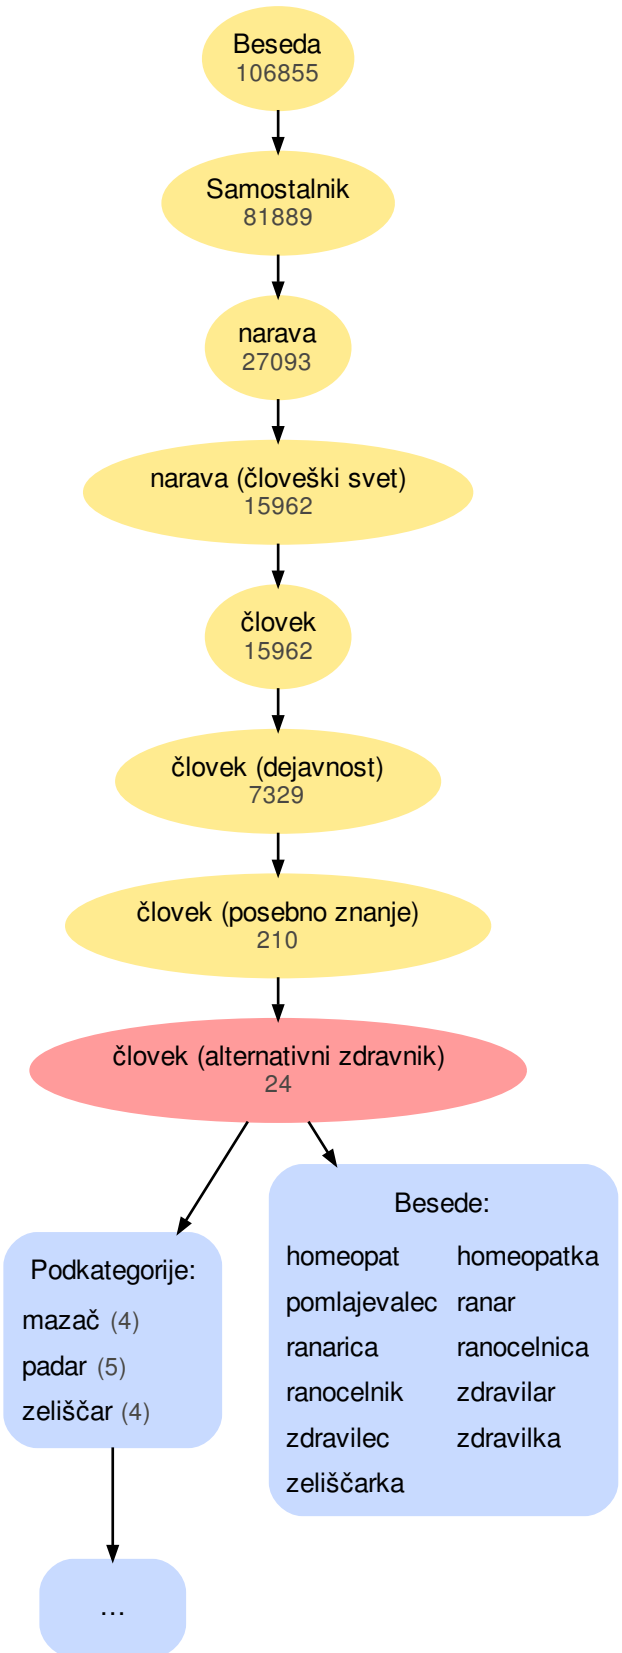 Beseda
106855
Samostalnik
81889
narava
27093
narava (človeški svet)
15962
človek
15962
človek (dejavnost)
7329
človek (posebno znanje)
210
človek (alternativni zdravnik)
24
Podkategorije:
mazač (4)
padar (5)
zeliščar (4)
...
Besede:
homeopat homeopatka
pomlajevalec ranar
ranarica ranocelnica
ranocelnik zdravilar
zdravilec zdravilka
zeliščarka